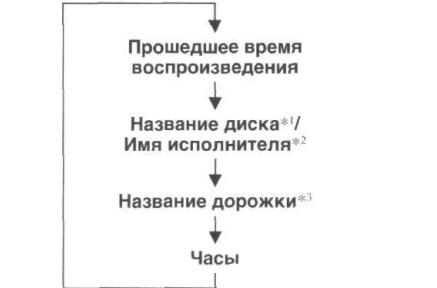 Прошедшее время
воспроизведения
Название диска*1/
Имя исполнителя*2
Название дорожки*3
Часы